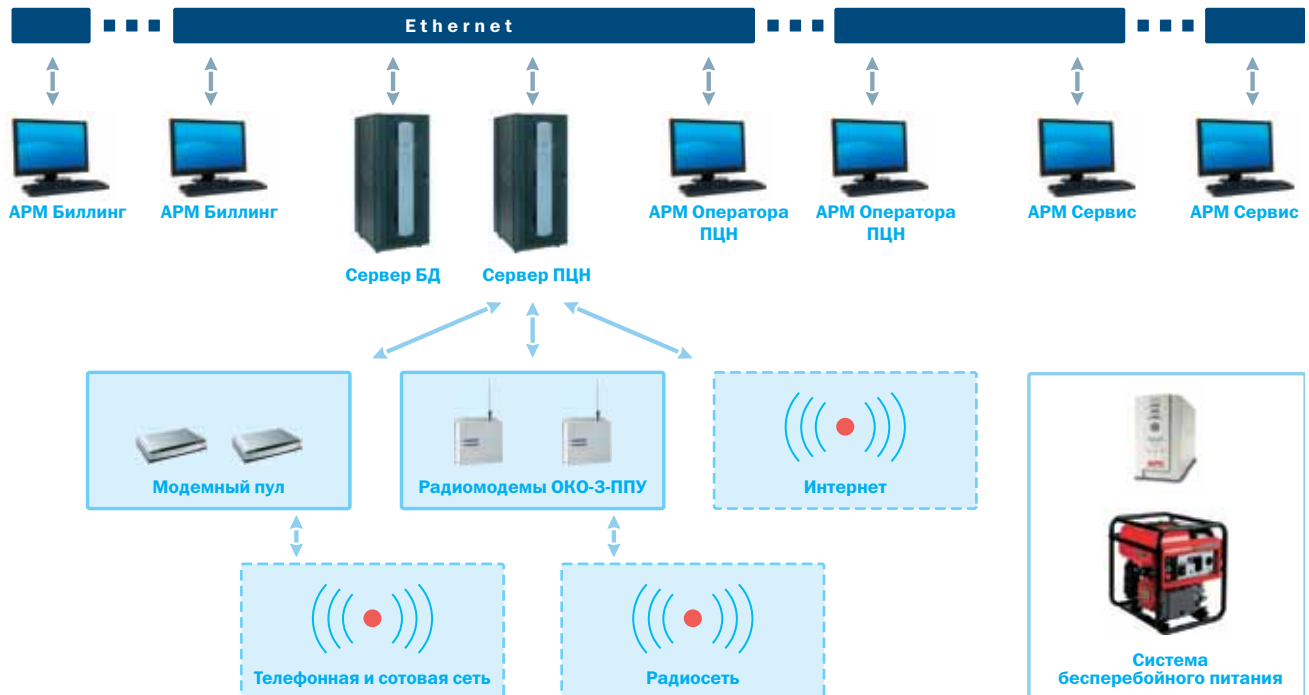 Ethernet
АРМ Биллинг
АРМ Биллинг
Сервер БД
Сервер ПЦН
АРМ Оператора
ПЦН
АРМ Оператора
ПЦН
АРМ Сервис
АРМ Сервис
Модемный пул
Радиомодемы ОКО-3-ППУ
Интернет
APC
Телефонная и сотовая сеть
Радиосеть
Система
бесперебойного питания